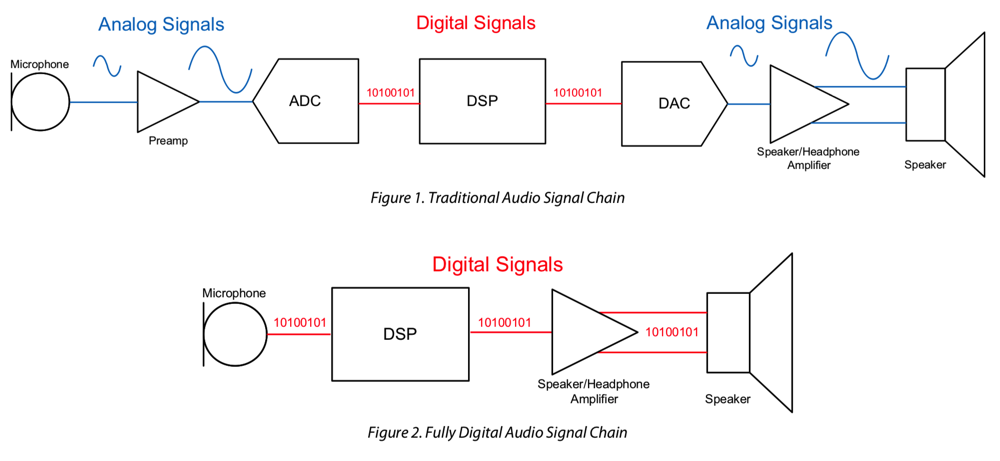 Analog Signals
Digital Signals
Analog Signals
Microphone
Preamp
ADC
10100101
DSP
10100101
DAC
Speaker/Headphone
Amplifier
Speaker
Figure 1. Traditional Audio Signal Chain
Digital Signals
Microphone
10100101
DSP
10100101
10100101
Speaker/Headphone
Amplifier
Speaker
Figure 2. Fully Digital Audio Signal Chain